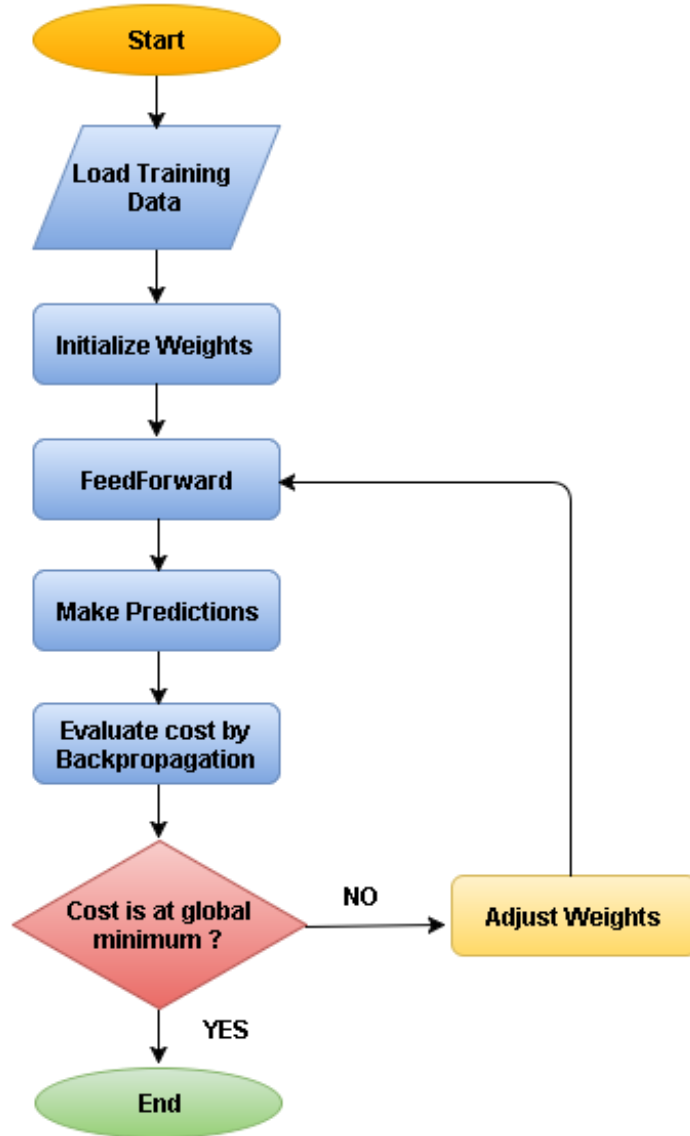 Start
Load Training
Data
Initialize Weights
FeedForward
Make Predictions
Evaluate cost by
Backpropagation
Cost is at global
minimum ?
NO
Adjust Weights
YES
End